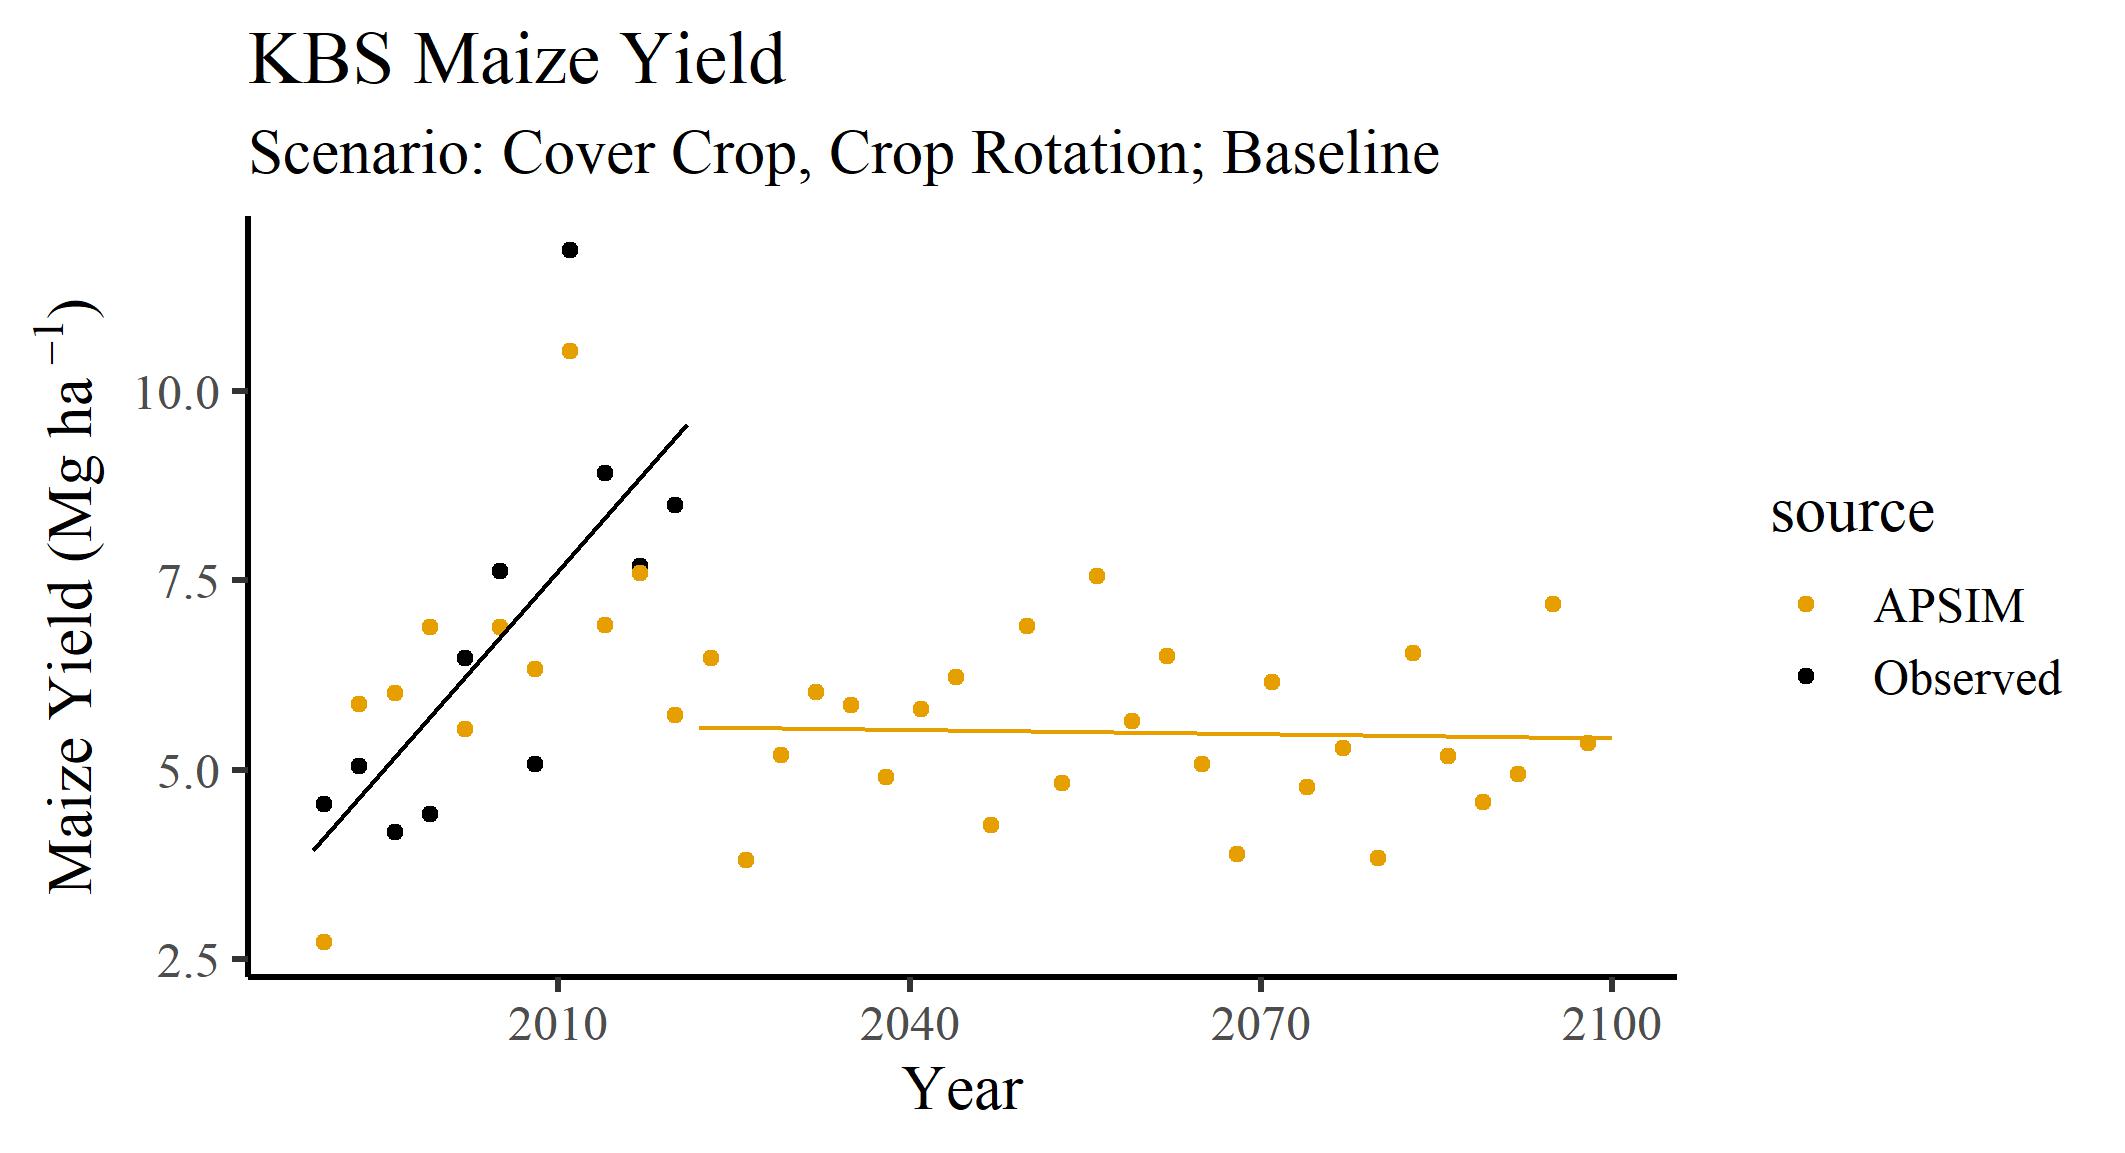 KBS Maize Yield
Scenario: Cover Crop, Crop Rotation; Baseline
Maize Yield (Mg ha ⁻¹)
10.0
7.5
5.0
2.5
2010
2040
2070
2100
Year
source
APSIM
Observed